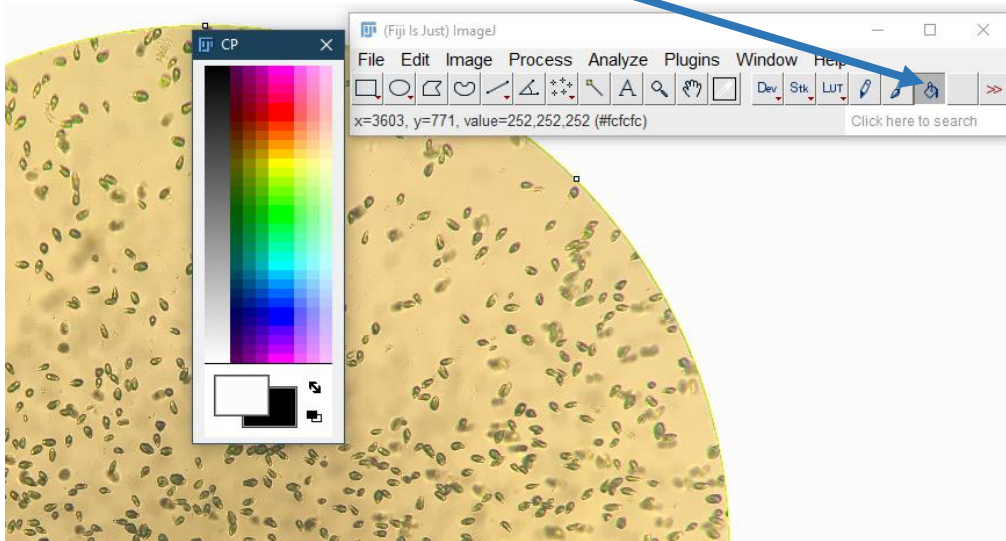 CP
(Fiji Is Just) ImageJ
File Edit Image Process Analyze Plugins Window Help
A Dev Stk LUT >>
x=3603, y=771, value=252,252,252 (#fcfcfc) Click here to search